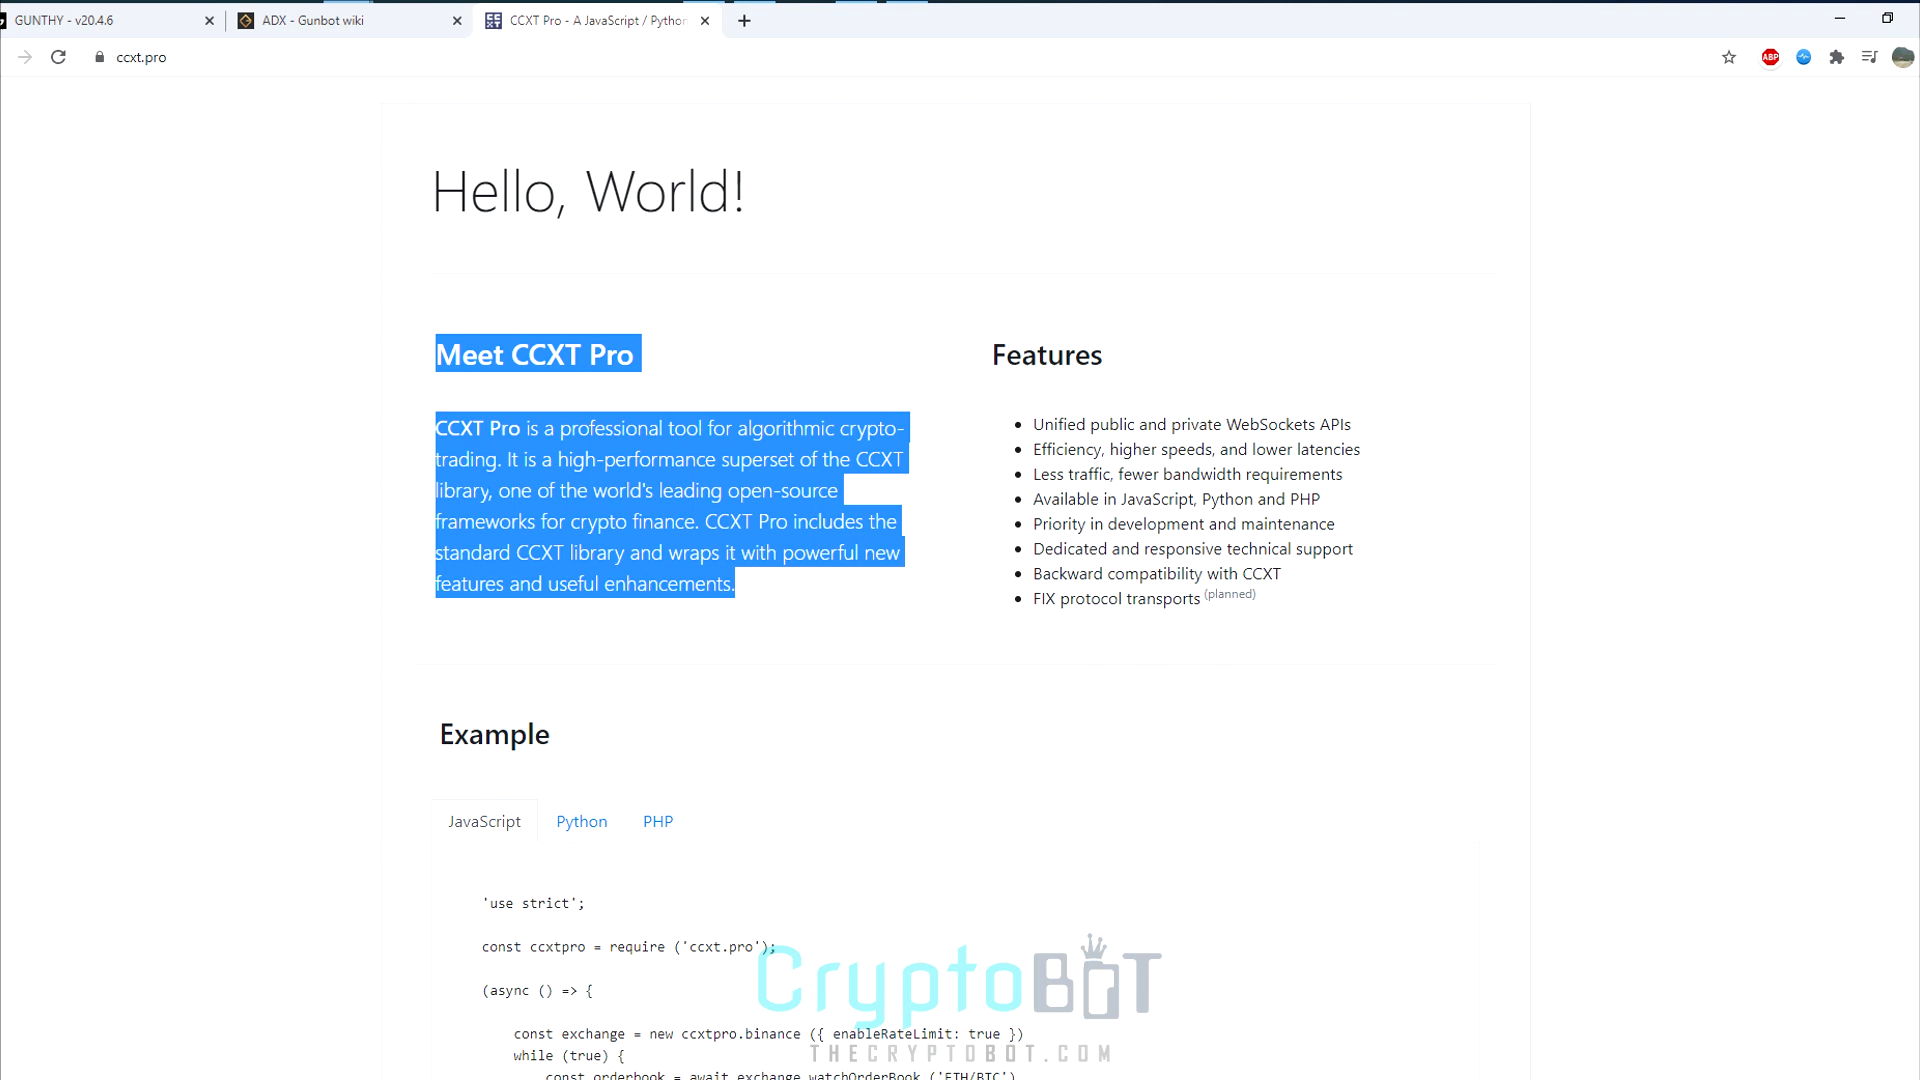 GUNTHY - v20.4.6
ADX - Gunbot wiki
CCXT Pro - A JavaScript / Python
ccxt.pro
ABP
Hello, World!
Meet CCXT Pro
CCXT Pro is a professional tool for algorithmic crypto-
trading. It is a high-performance superset of the CCXT
library, one of the world's leading open-source
frameworks for crypto finance. CCXT Pro includes the
standard CCXT library and wraps it with powerful new
features and useful enhancements.
Features
Unified public and private WebSockets APIs
Efficiency, higher speeds, and lower latencies
Less traffic, fewer bandwidth requirements
Available in JavaScript, Python and PHP
Priority in development and maintenance
Dedicated and responsive technical support
Backward compatibility with CCXT
FIX protocol transports (planned)
Example
JavaScript Python PHP
'use strict';
const ccxtpro = require ('ccxt.pro');
(async () => {
const exchange = new ccxtpro.binance ({ enableRateLimit: true })
while (true) {
const orderbook = await exchange.watchOrderBook ('ETH/BTC')
CryptoBOT
THECRYPTOBOT.COM